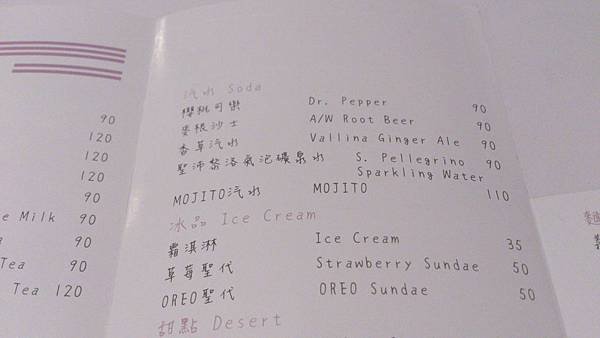 90
120
120
120
90
e Milk 90
90
Tea 90
Tea 120
汽水 Soda
櫻桃可樂 Dr. Pepper 90
麥根沙士 A/W Root Beer 90
香草汽水 Vallina Ginger Ale 90
聖沛黎洛氣泡礦泉水 S. Pellegrino 90
Sparkling Water
MOJITO汽水 MOJITO 110
冰品 Ice Cream
霜淇淋 Ice Cream 35
草莓聖代 Strawberry Sundae 50
OREO聖代 OREO Sundae 50
甜點 Desert